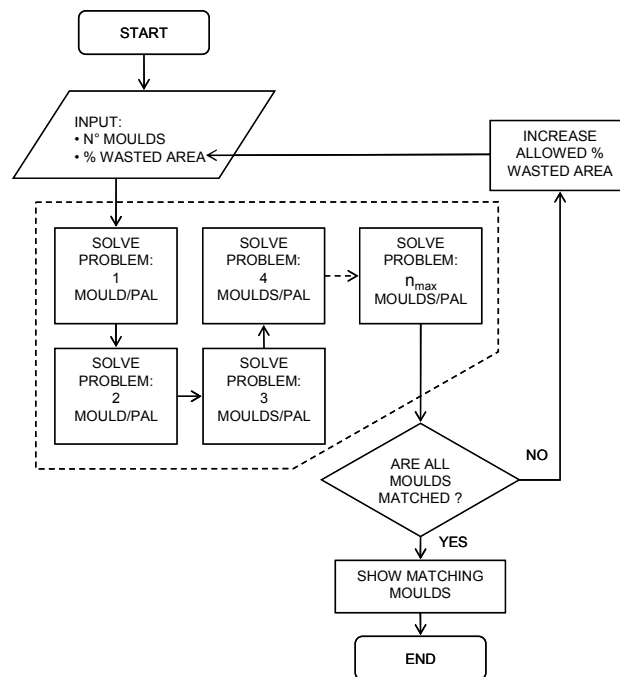 START
INPUT:
• N° MOULDS
• % WASTED AREA
INCREASE
ALLOWED %
WASTED AREA
SOLVE
PROBLEM:
1
MOULD/PAL
SOLVE
PROBLEM:
2
MOULD/PAL
SOLVE
PROBLEM:
3
MOULDS/PAL
SOLVE
PROBLEM:
4
MOULDS/PAL
SOLVE
PROBLEM:
nmax
MOULDS/PAL
ARE ALL
MOULDS
MATCHED ?
NO
YES
SHOW MATCHING
MOULDS
END